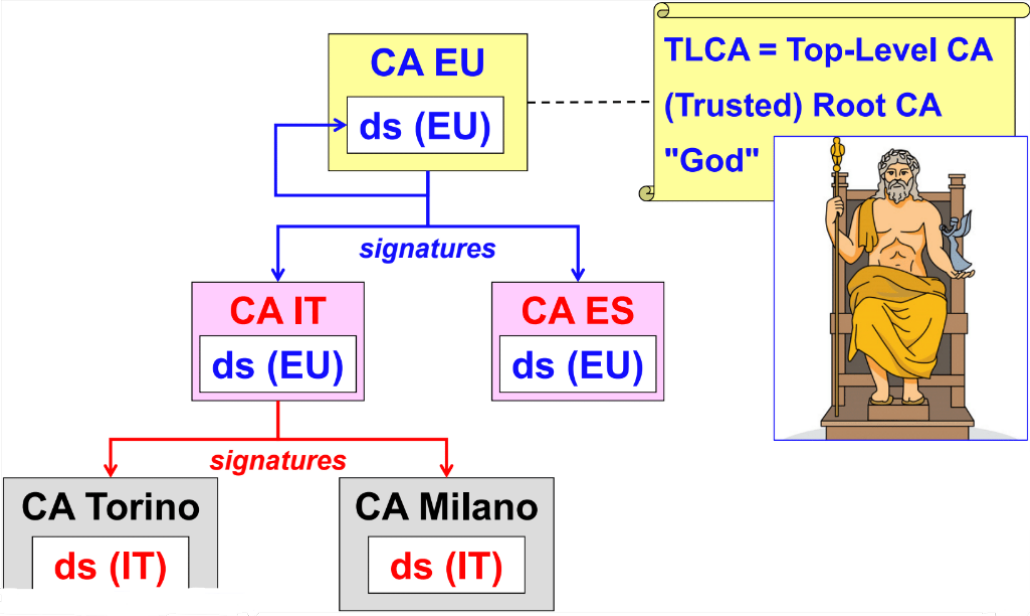 CA EU
ds (EU)
TLCA = Top-Level CA
(Trusted) Root CA
"God"
signatures
CA IT
ds (EU)
CA ES
ds (EU)
signatures
CA Torino
ds (IT)
CA Milano
ds (IT)